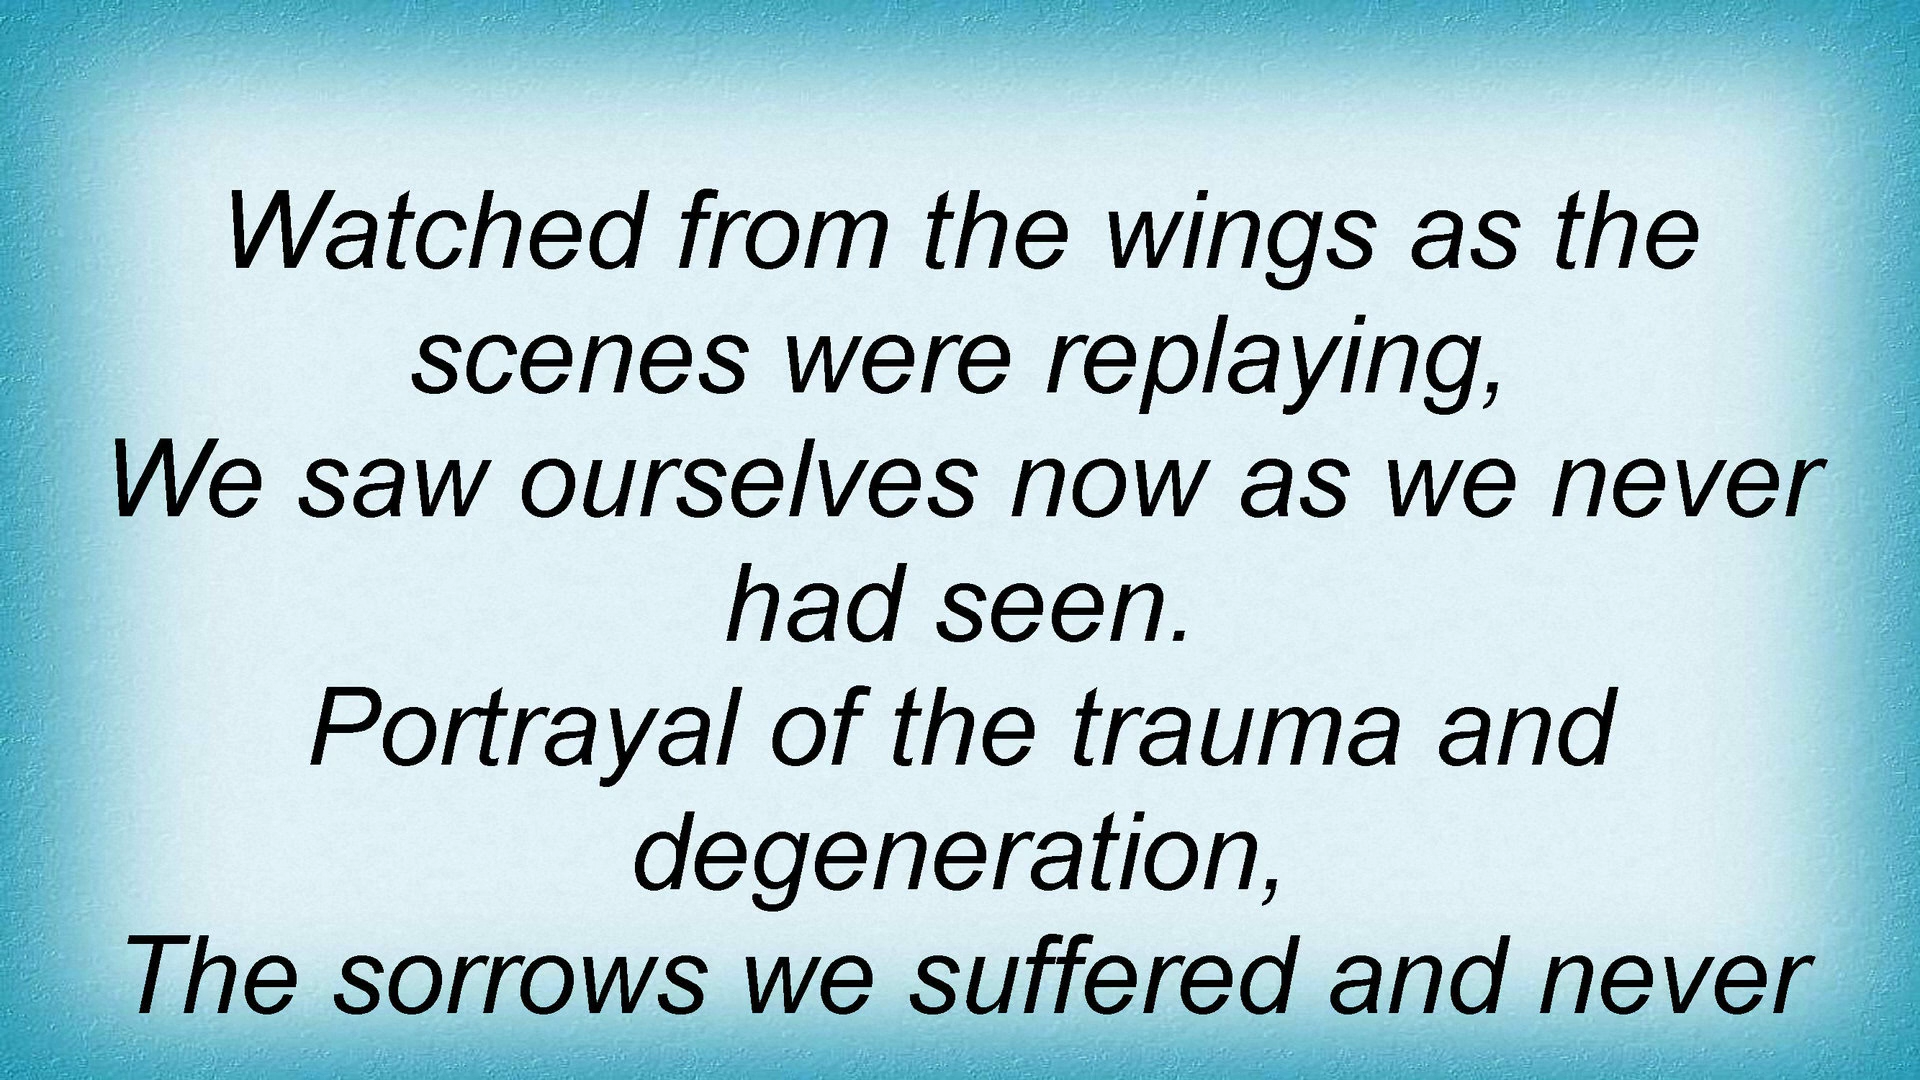 Watched from the wings as the
scenes were replaying,
We saw ourselves now as we never
had seen.
Portrayal of the trauma and
degeneration,
The sorrows we suffered and never